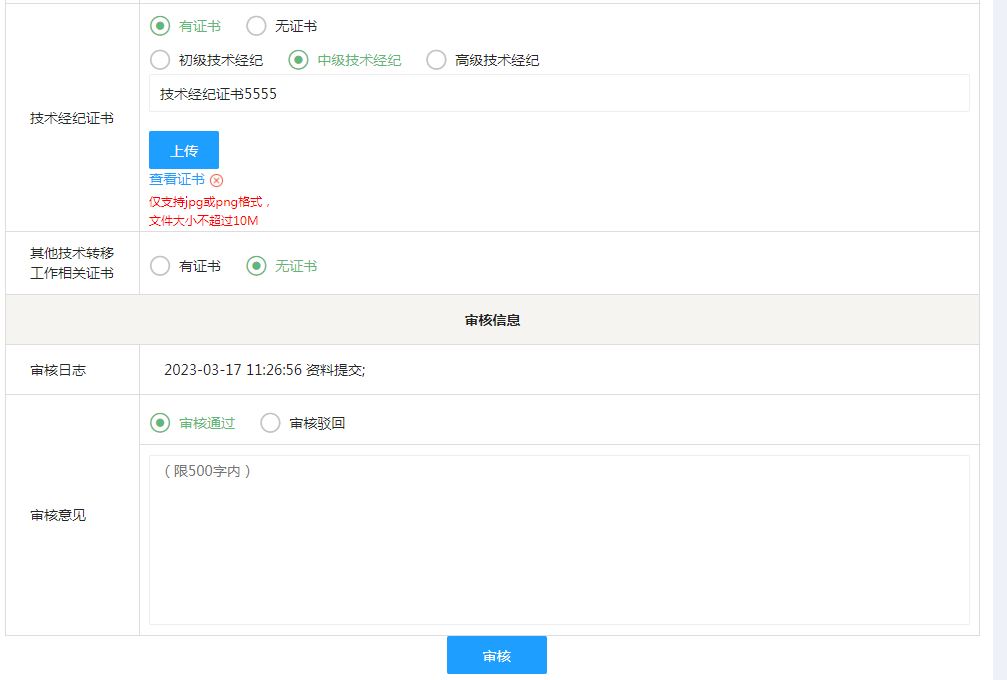 有证书 无证书
初级技术经纪 中级技术经纪 高级技术经纪
技术经纪证书5555
技术经纪证书
上传
查看证书
仅支持jpg或png格式，
文件大小不超过10M
其他技术转移
工作相关证书
有证书 无证书
审核信息
审核日志 2023-03-17 11:26:56 资料提交;
审核通过 审核驳回
（限500字内）
审核意见
审核